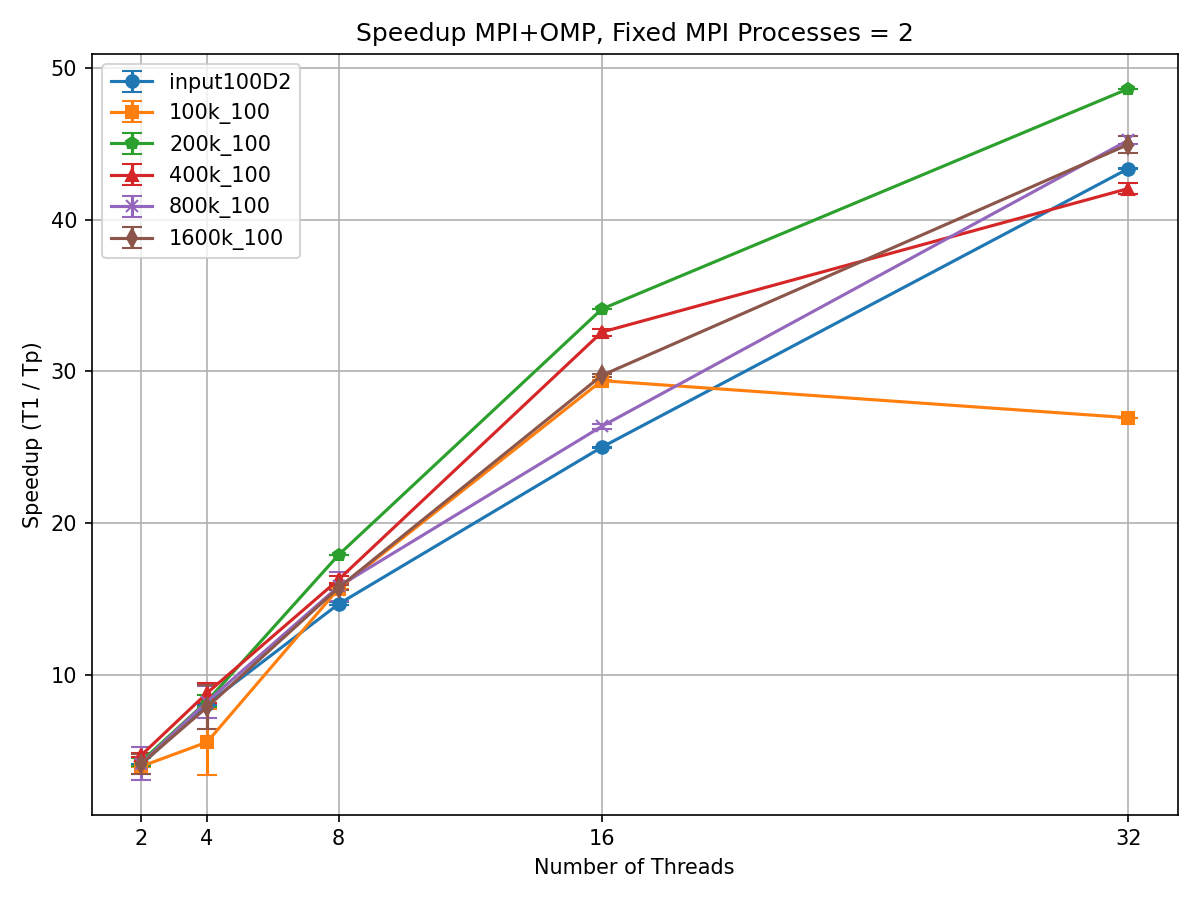 Speedup MPI+OMP, Fixed MPI Processes = 2
50
40
30
20
10
Speedup (T1 / Tp)
input100D2
100k_100
200k_100
400k_100
800k_100
1600k_100
2
4
8
16
32
Number of Threads